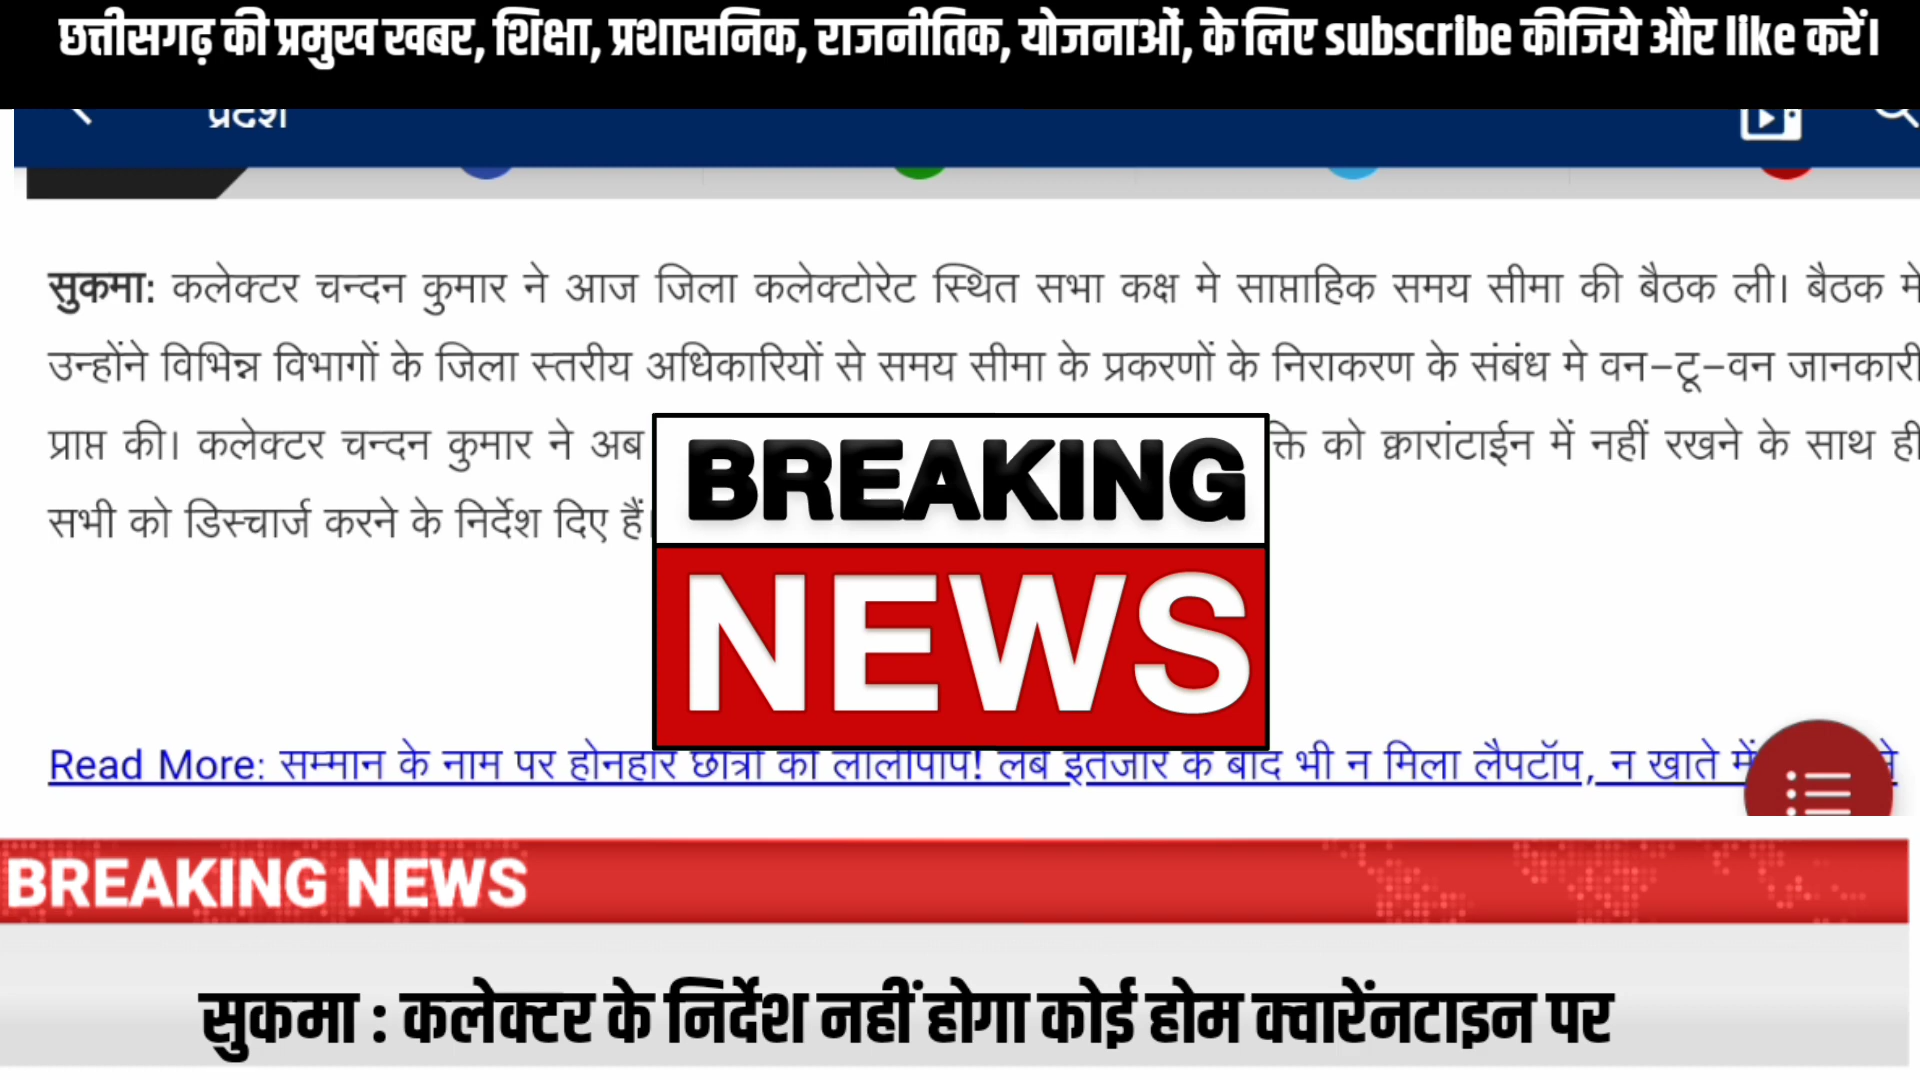 छत्तीसगढ़ की प्रमुख खबर, शिक्षा, प्रशासनिक, राजनीतिक, योजनाओं, के लिए subscribe कीजिये और like करें।
प्रदेश
सुकमा: कलेक्टर चन्दन कुमार ने आज जिला कलेक्टोरेट स्थित सभा कक्ष मे साप्ताहिक समय सीमा की बैठक ली। बैठक मे
उन्होंने विभिन्न विभागों के जिला स्तरीय अधिकारियों से समय सीमा के प्रकरणों के निराकरण के संबंध मे वन–टू–वन जानकारी
प्राप्त की। कलेक्टर चन्दन कुमार ने अब क्ति को क्वारांटाईन में नहीं रखने के साथ ही
सभी को डिस्चार्ज करने के निर्देश दिए हैं।
BREAKING
NEWS
Read More: सम्मान के नाम पर होनहार छात्रों को लॉलीपॉप! लंबे इंतजार के बाद भी न मिला लैपटॉप, न खाते में
BREAKING NEWS
सुकमा : कलेक्टर के निर्देश नहीं होगा कोई होम क्वारेंनटाइन पर